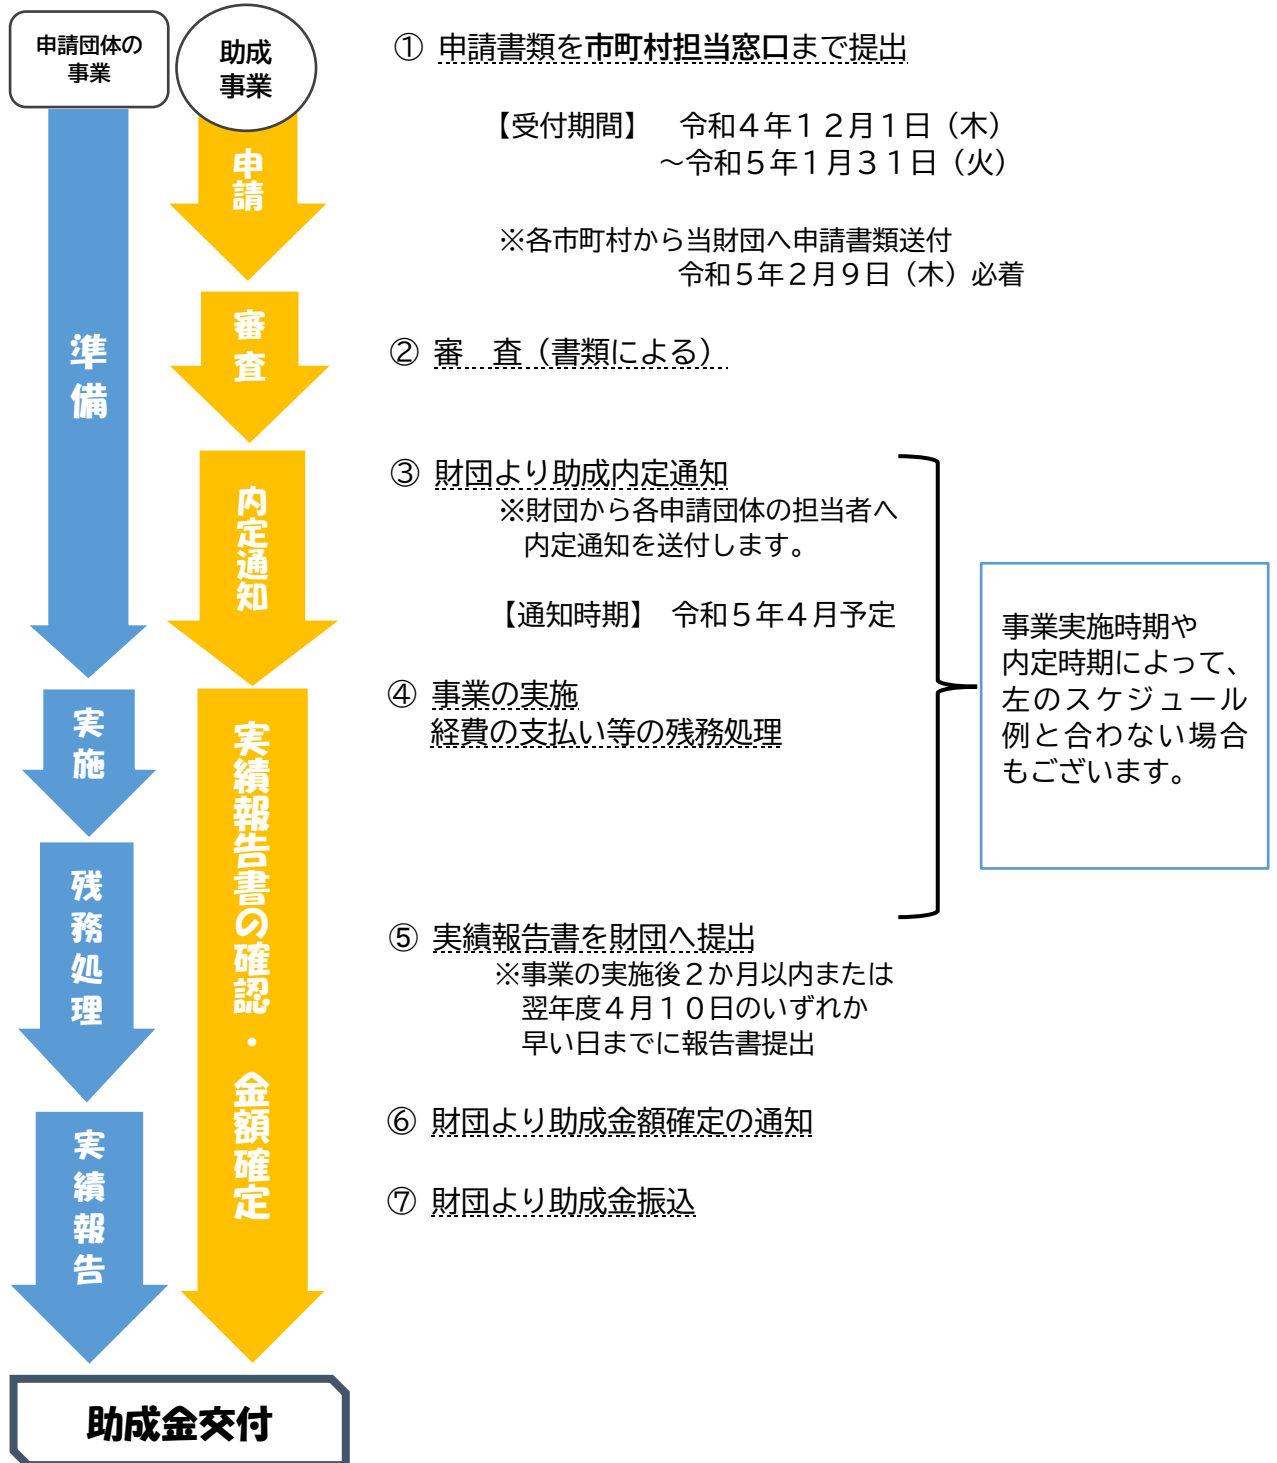 申請団体の
事業
助成
事業
申請
審査
内定通知
実績報告書の確認・金額確定
準備
実施
残務処理
実績報告
助成金交付
① 申請書類を市町村担当窓口まで提出
【受付期間】　令和４年１２月１日（木）
～令和５年１月３１日（火）
※各市町村から当財団へ申請書類送付
令和５年２月９日（木）必着
② 審　査（書類による）
③ 財団より助成内定通知
※財団から各申請団体の担当者へ
内定通知を送付します。
【通知時期】　令和５年４月予定
④ 事業の実施
経費の支払い等の残務処理
⑤ 実績報告書を財団へ提出
※事業の実施後２か月以内または
翌年度４月１０日のいずれか
早い日までに報告書提出
⑥ 財団より助成金額確定の通知
⑦ 財団より助成金振込
事業実施時期や
内定時期によって、
左のスケジュール
例と合わない場合
もございます。